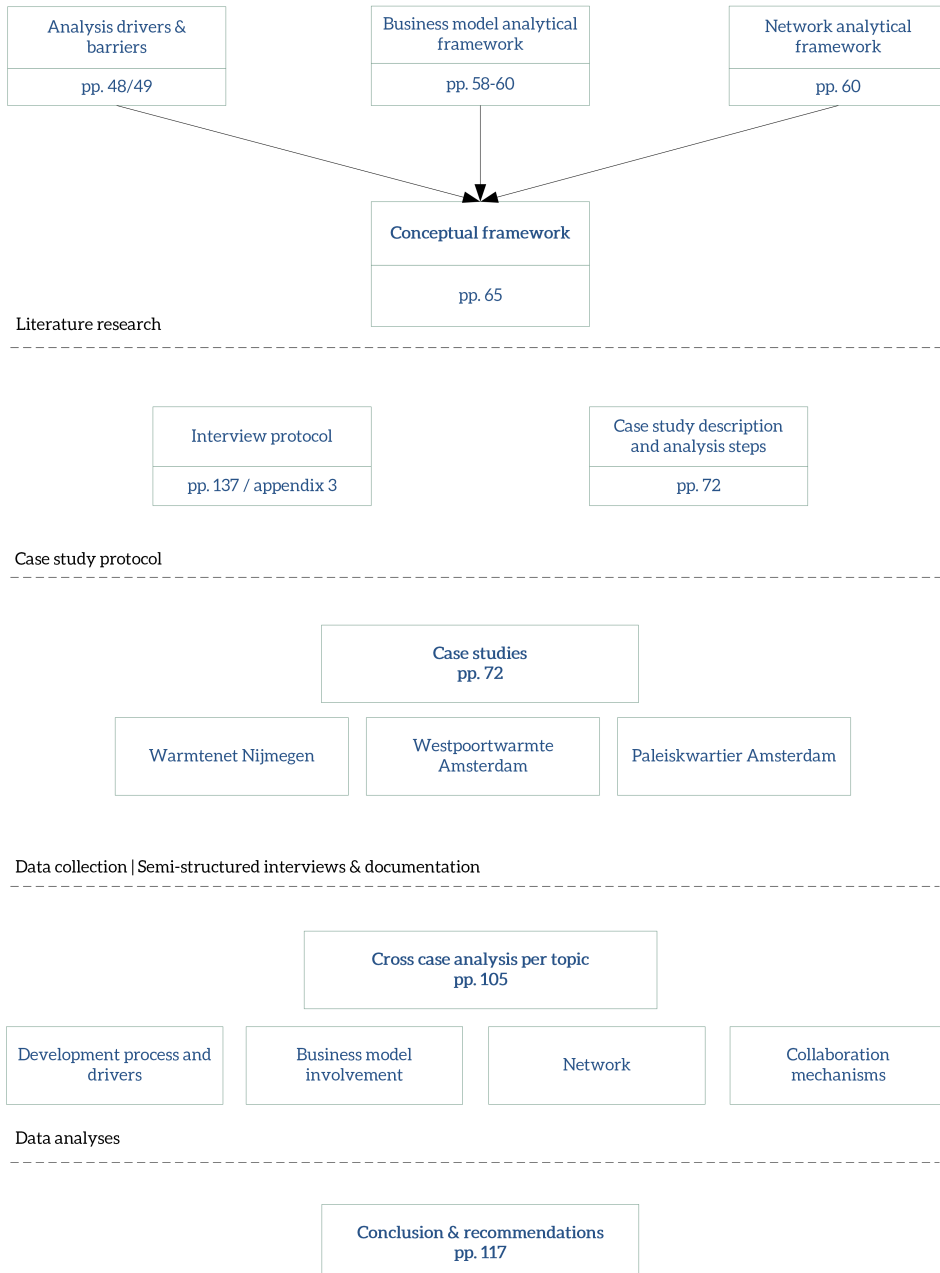 Analysis drivers &
barriers
pp. 48/49
Business model analytical
framework
pp. 58-60
Network analytical
framework
pp. 60
Conceptual framework
pp. 65
Literature research
Interview protocol
pp. 137 / appendix 3
Case study description
and analysis steps
pp. 72
Case study protocol
Case studies
pp. 72
Warmtenet Nijmegen
Westpoortwarmte
Amsterdam
Paleiskwartier Amsterdam
Data collection | Semi-structured interviews & documentation
Cross case analysis per topic
pp. 105
Development process and
drivers
Business model
involvement
Network
Collaboration
mechanisms
Data analyses
Conclusion & recommendations
pp. 117